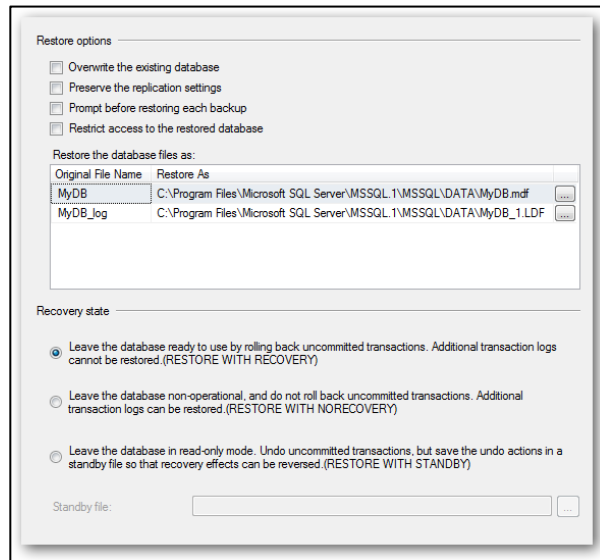 Restore options
Overwrite the existing database
Preserve the replication settings
Prompt before restoring each backup
Restrict access to the restored database
Restore the database files as:
Original File Name Restore As
MyDB C:\Program Files\Microsoft SQL Server\MSSQL.1\MSSQL\DATA\MyDB.mdf ...
MyDB_log C:\Program Files\Microsoft SQL Server\MSSQL.1\MSSQL\DATA\MyDB_1.LDF ...
Recovery state
Leave the database ready to use by rolling back uncommitted transactions. Additional transaction logs
cannot be restored.(RESTORE WITH RECOVERY)
Leave the database non-operational, and do not roll back uncommitted transactions. Additional
transaction logs can be restored.(RESTORE WITH NORECOVERY)
Leave the database in read-only mode. Undo uncommitted transactions, but save the undo actions in a
standby file so that recovery effects can be reversed.(RESTORE WITH STANDBY)
Standby file: ...